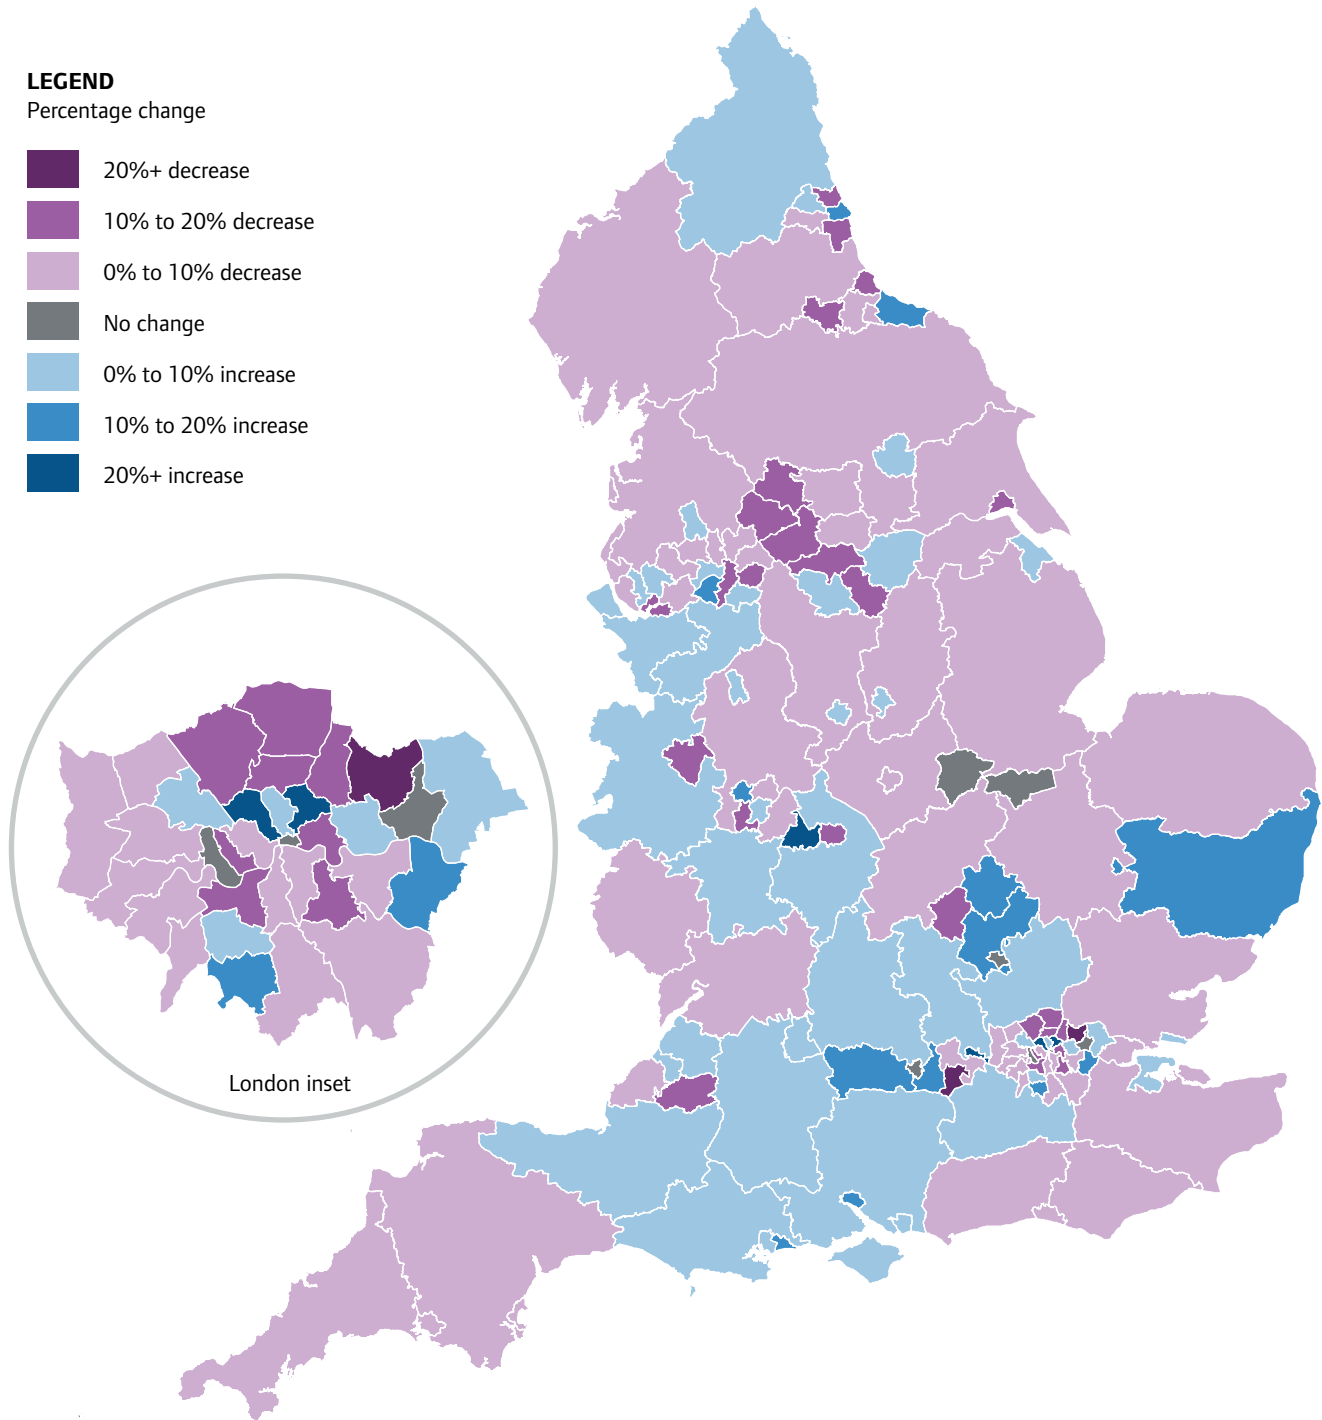 LEGEND
Percentage change
20%+ decrease
10% to 20% decrease
0% to 10% decrease
No change
0% to 10% increase
10% to 20% increase
20%+ increase
London inset